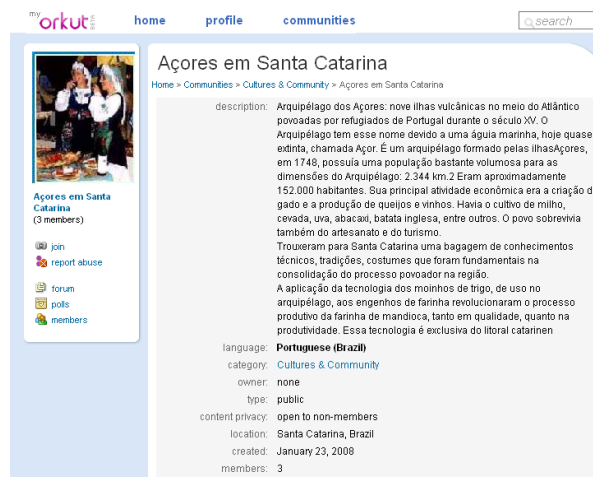 my orkut BETA
home profile communities
search
Açores em Santa Catarina
Home > Communities > Cultures & Community > Açores em Santa Catarina
Açores em Santa
Catarina
(3 members)
join
report abuse
forum
polls
members
description: Arquipélago dos Açores: nove ilhas vulcânicas no meio do Atlântico
povoadas por refugiados de Portugal durante o século XV. O
Arquipélago tem esse nome devido a uma águia marinha, hoje quase
extinta, chamada Açor. É um arquipélago formado pelas ilhasAçores,
em 1748, possuía uma população bastante volumosa para as
dimensões do Arquipélago: 2.344 km.2 Eram aproximadamente
152.000 habitantes. Sua principal atividade econômica era a criação d
gado e a produção de queijos e vinhos. Havia o cultivo de milho,
cevada, uva, abacaxi, batata inglesa, entre outros. O povo sobrevivia
também do artesanato e do turismo.
Trouxeram para Santa Catarina uma bagagem de conhecimentos
técnicos, tradições, costumes que foram fundamentais na
consolidação do processo povoador na região.
A aplicação da tecnologia dos moinhos de trigo, de uso no
arquipélago, aos engenhos de farinha revolucionaram o processo
produtivo da farinha de mandioca, tanto em qualidade, quanto na
produtividade. Essa tecnologia é exclusiva do litoral catarinen
language: Portuguese (Brazil)
category: Cultures & Community
owner: none
type: public
content privacy: open to non-members
location: Santa Catarina, Brazil
created: January 23, 2008
members: 3